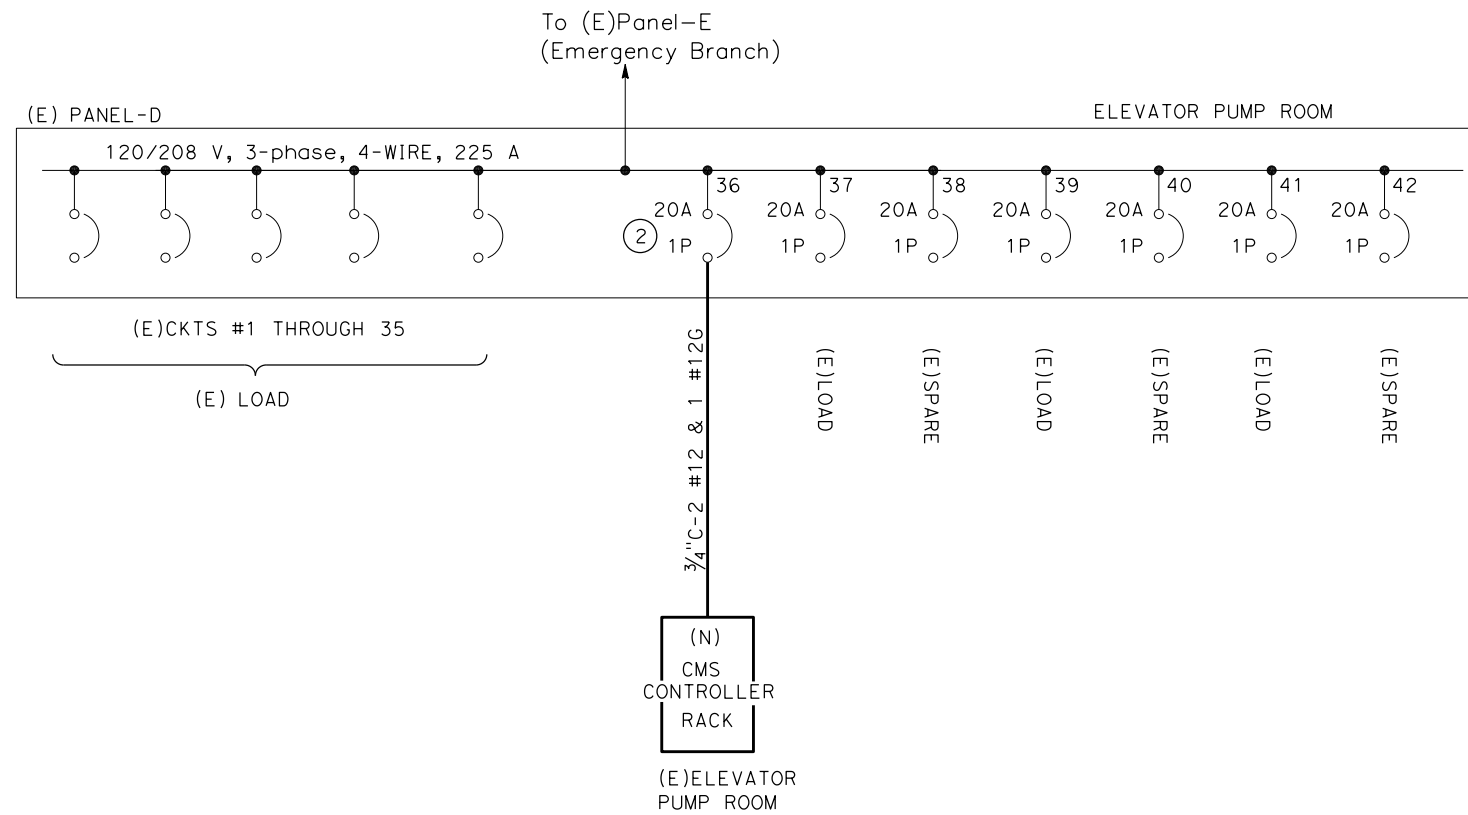 To (E)Panel-E
(Emergency Branch)
(E) PANEL-D
ELEVATOR PUMP ROOM
120/208 V, 3-phase, 4-WIRE, 225 A
36 37 38 39 40 41 42
20A 20A 20A 20A 20A 20A 20A
2
1P 1P 1P 1P 1P 1P 1P
(E)CKTS #1 THROUGH 35
(E) LOAD
3/4"C-2 #12 & 1 #12G
(E)LOAD
(E)SPARE
(E)LOAD
(E)SPARE
(E)LOAD
(E)SPARE
(N)
CMS
CONTROLLER
RACK
(E)ELEVATOR
PUMP ROOM